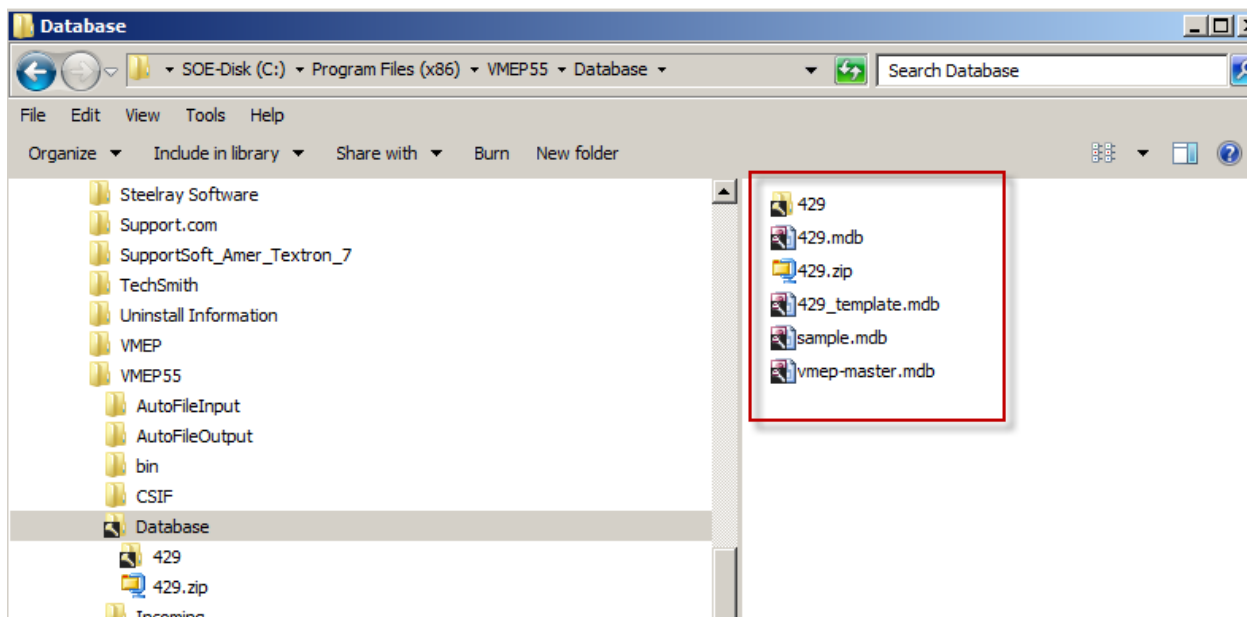 Database
SOE-Disk (C:) Program Files (x86) VMEP55 Database Search Database
File Edit View Tools Help
Organize Include in library Share with Burn New folder
Steelray Software
Support.com
SupportSoft_Amer_Textron_7
TechSmith
Uninstall Information
VMEP
VMEP55
AutoFileInput
AutoFileOutput
bin
CSIF
Database
429
429.zip
Incoming
429
429.mdb
429.zip
429_template.mdb
sample.mdb
vmep-master.mdb